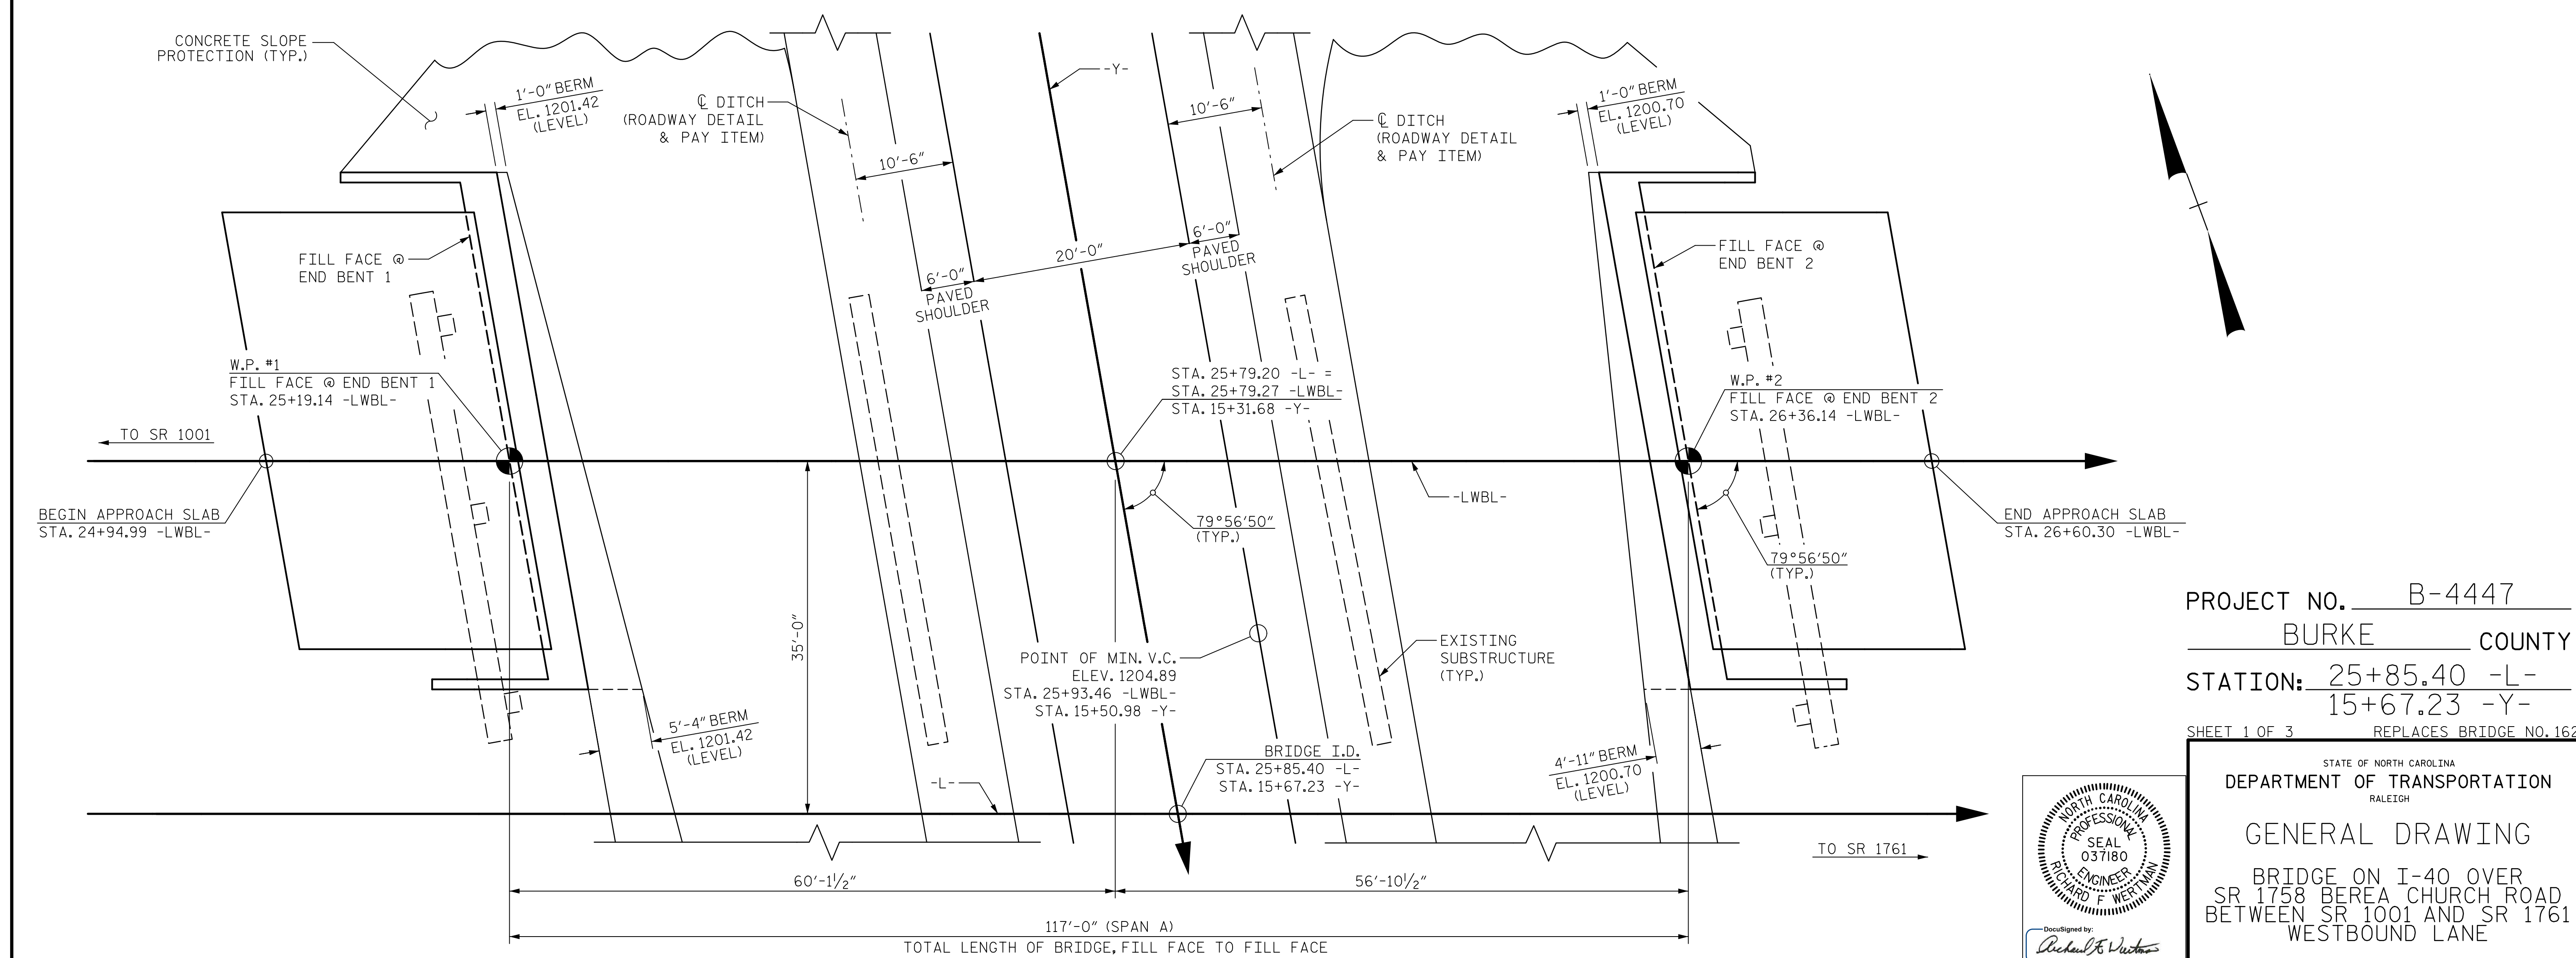 CONCRETE SLOPE
PROTECTION (TYP.)
1'-0" BERM
EL. 1201.42
(LEVEL)
℄ DITCH
(ROADWAY DETAIL
& PAY ITEM)
10'-6"
-Y-
10'-6"
℄ DITCH
(ROADWAY DETAIL
& PAY ITEM)
1'-0" BERM
EL. 1200.70
(LEVEL)
FILL FACE @
END BENT 1
6'-0"
PAVED
SHOULDER
20'-0"
6'-0"
PAVED
SHOULDER
FILL FACE @
END BENT 2
W.P. #1
FILL FACE @ END BENT 1
STA. 25+19.14 -LWBL-
STA. 25+79.20 -L- =
STA. 25+79.27 -LWBL-
STA. 15+31.68 -Y-
W.P. #2
FILL FACE @ END BENT 2
STA. 26+36.14 -LWBL-
TO SR 1001
BEGIN APPROACH SLAB
STA. 24+94.99 -LWBL-
79°56'50"
(TYP.)
-LWBL-
79°56'50"
(TYP.)
END APPROACH SLAB
STA. 26+60.30 -LWBL-
35'-0"
POINT OF MIN. V.C.
ELEV. 1204.89
STA. 25+93.46 -LWBL-
STA. 15+50.98 -Y-
EXISTING
SUBSTRUCTURE
(TYP.)
5'-4" BERM
EL. 1201.42
(LEVEL)
-L-
BRIDGE I.D.
STA. 25+85.40 -L-
STA. 15+67.23 -Y-
4'-11" BERM
EL. 1200.70
(LEVEL)
TO SR 1761
60'-1½"
56'-10½"
117'-0" (SPAN A)
TOTAL LENGTH OF BRIDGE, FILL FACE TO FILL FACE
PROJECT NO. B-4447
BURKE COUNTY
STATION: 25+85.40 -L-
15+67.23 -Y-
SHEET 1 OF 3 REPLACES BRIDGE NO. 162
STATE OF NORTH CAROLINA
DEPARTMENT OF TRANSPORTATION
RALEIGH
GENERAL DRAWING
BRIDGE ON I-40 OVER
SR 1758 BEREA CHURCH ROAD
BETWEEN SR 1001 AND SR 1761
WESTBOUND LANE
NORTH CAROLINA
PROFESSIONAL
SEAL
037180
ENGINEER
RICHARD F WERTMAN
DocuSigned by:
Richard F Wertman